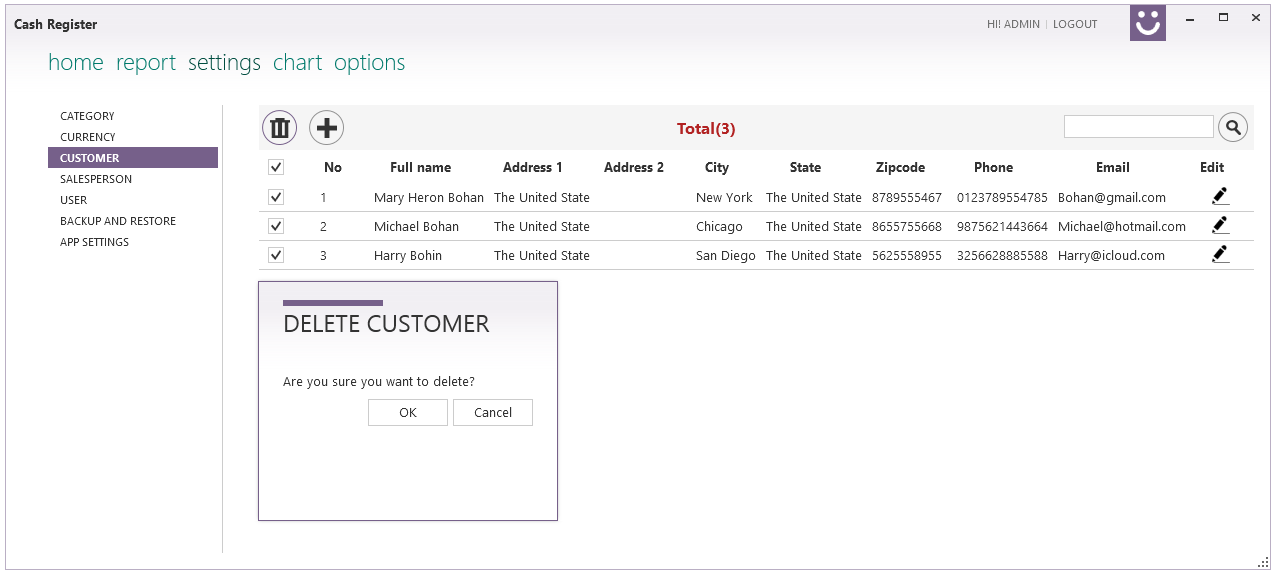 Cash Register
HI! ADMIN | LOGOUT
home report settings chart options
CATEGORY
CURRENCY
CUSTOMER
SALESPERSON
USER
BACKUP AND RESTORE
APP SETTINGS
Total(3)
No Full name Address 1 Address 2 City State Zipcode Phone Email Edit
1 Mary Heron Bohan The United State New York The United State 8789555467 0123789554785 Bohan@gmail.com
2 Michael Bohan The United State Chicago The United State 8655755668 9875621443664 Michael@hotmail.com
3 Harry Bohin The United State San Diego The United State 5625558955 3256628885588 Harry@icloud.com
DELETE CUSTOMER
Are you sure you want to delete?
OK Cancel